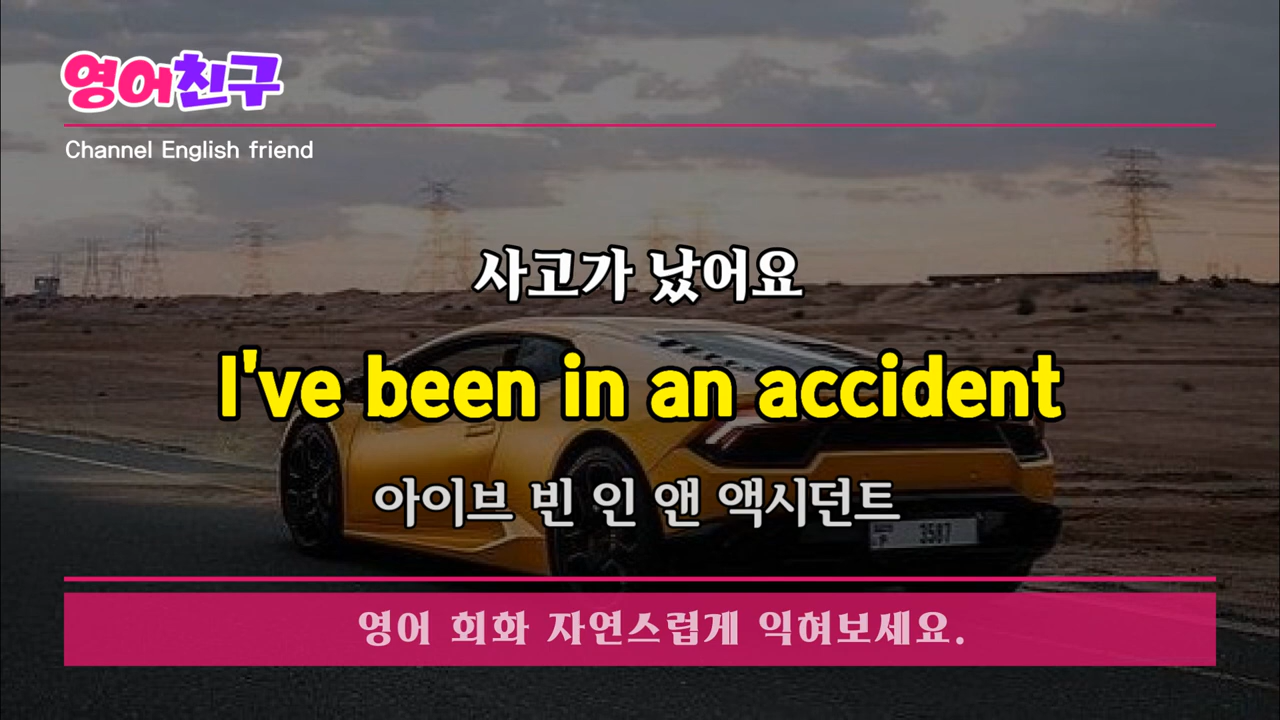 영어친구
Channel English friend
사고가 났어요
I've been in an accident
아이브 빈 인 앤 액시던트
3587
영어 회화 자연스럽게 익혀보세요.